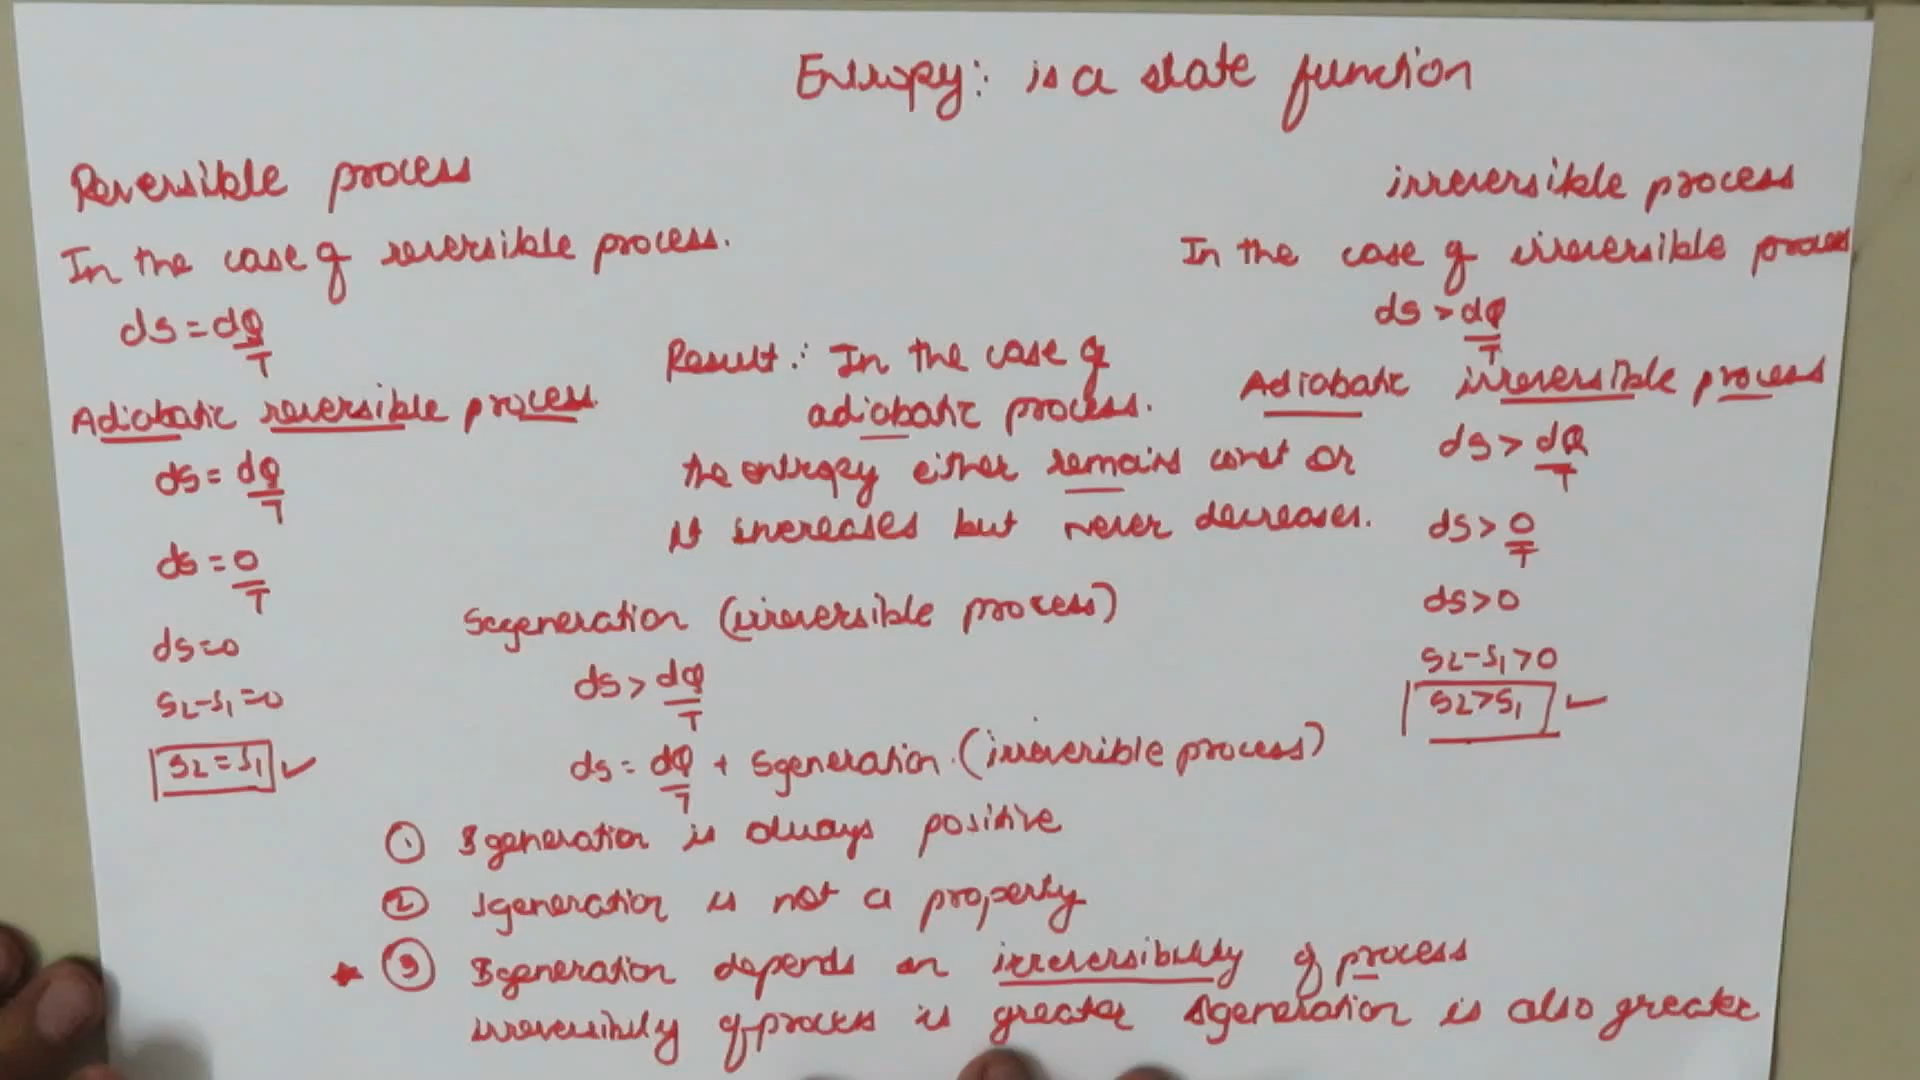 Entropy: is a state function
Reversible process
In the case of reversible process.
ds = dQ/T
Adiabatic reversible process.
ds = dQ/T
ds = 0/T
ds=0
S2-S1=0
S2=S1 ✓
Result: In the case of
adiabatic process.
the entropy either remains const or
it increases but never decreases.
irreversible process
In the case of irreversible process
ds > dQ/T
Adiabatic irreversible process
ds > dQ/T
ds > 0/T
ds>0
S2-S1>0
S2>S1 ✓
Sgeneration (irreversible process)
ds > dQ/T
ds = dQ/T + Sgeneration. (irreverible process)
① Sgeneration is always positive
② Sgeneration is not a property
③ Sgeneration depends on irreversibility of process
irreversibility of process is greater Sgeneration is also greater